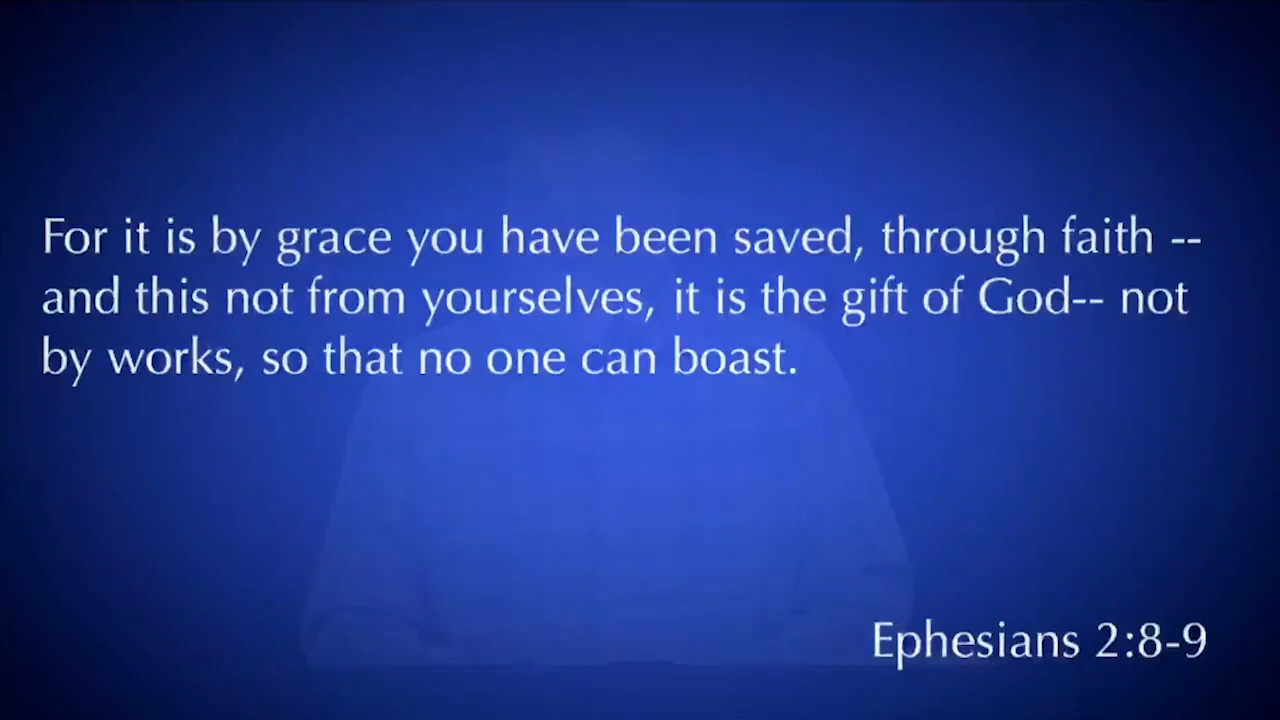 For it is by grace you have been saved, through faith --
and this not from yourselves, it is the gift of God-- not
by works, so that no one can boast.
Ephesians 2:8-9